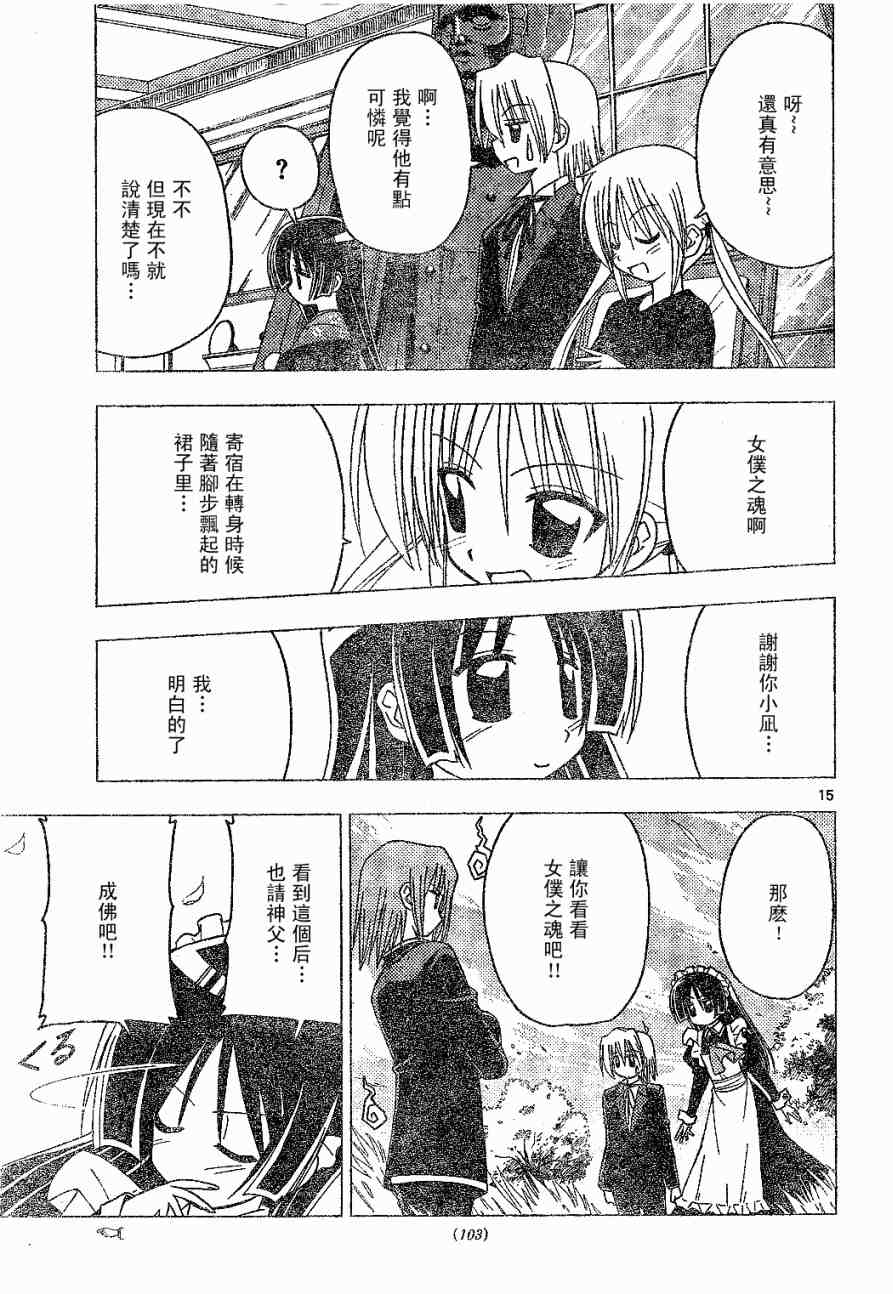 呀~~
還真有意思~
啊…
我覺得他有點
可憐呢
?
不不
但現在不就
說清楚了嗎…
女僕之魂啊
寄宿在轉身時候
隨著腳步飄起的
裙子里…
謝謝你小凪…
我…
明白的了
15
那麽!
讓你看看
女僕之魂吧!!
看到這個后…
也請神父…
成佛吧!!
くる
(103)